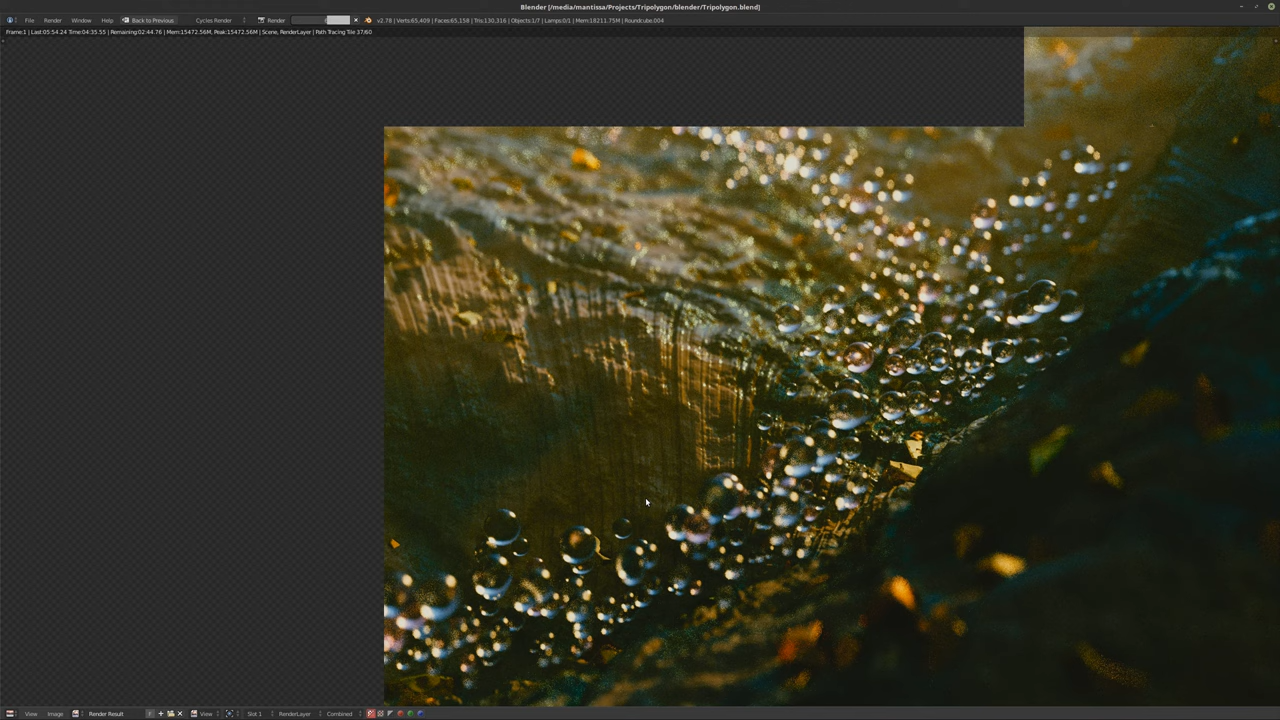 Blender [/media/mantissa/Projects/Tripolygon/blender/Tripolygon.blend]
File Render Window Help Back to Previous Cycles Render Render v2.78 | Verts:65,409 | Faces:65,158 | Tris:130,316 | Objects:1/7 | Lamps:0/1 | Mem:18211.75M | Roundcube.004
Frame:1 | Last:05:54.24 Time:04:35.55 | Remaining:02:44.76 | Mem:15472.56M, Peak:15472.56M | Scene, RenderLayer | Path Tracing Tile 37/60
View Image Render Result F View Slot 1 RenderLayer Combined